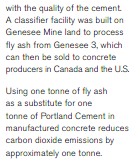 with the quality of the cement.
A classifier facility was built on
Genesee Mine land to process
fly ash from Genesee 3, which
can then be sold to concrete
producers in Canada and the U.S.
Using one tonne of fly ash
as a substitute for one
tonne of Portland Cement in
manufactured concrete reduces
carbon dioxide emissions by
approximately one tonne.